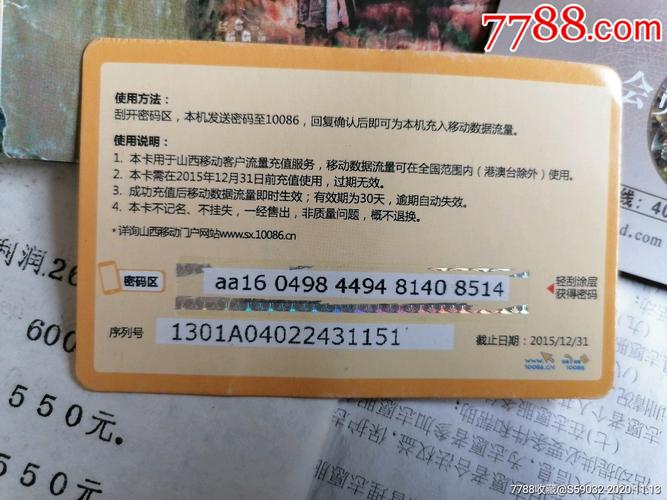 7788.com
使用方法：
刮开密码区，本机发送密码至10086，回复确认后即可为本机充入移动数据流量。
使用说明：
1. 本卡用于山西移动客户流量充值服务，移动数据流量可在全国范围内（港澳台除外）使用。
2. 本卡需在2015年12月31日前充值使用，过期无效。
3. 成功充值后移动数据流量即时生效；有效期为30天，逾期自动失效。
4. 本卡不记名、不挂失，一经售出，非质量问题，概不退换。
*详询山西移动门户网站www.sx.10086.cn
密码区
aa16 0498 4494 8140 8514
轻刮涂层
获得密码
序列号
1301A04022431151
截止日期：2015/12/31
10086.CN
10086
会
线：40
d.com
利润.26
600
550元。
550元。
7788收藏@S59032-2020.11.13